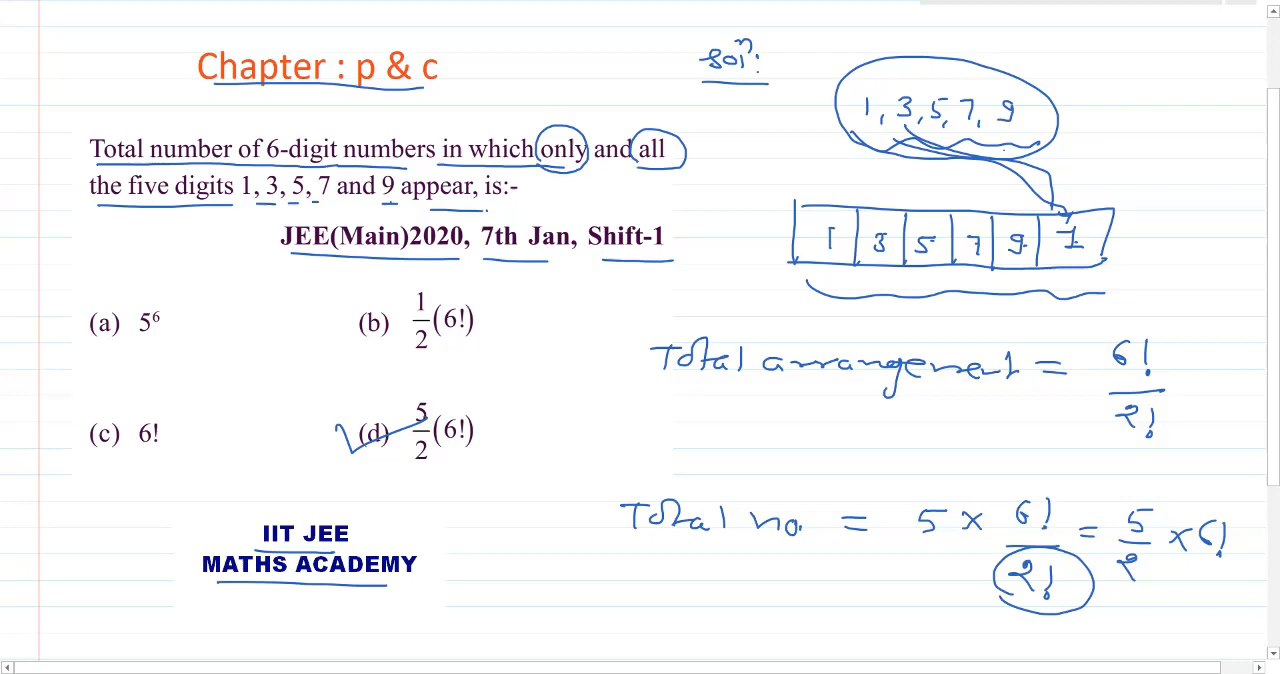 Chapter : p & c
Total number of 6-digit numbers in which only and all
the five digits 1, 3, 5, 7 and 9 appear, is:-
JEE(Main)2020, 7th Jan, Shift-1
(a) 5⁶ (b) 1/2(6!)
(c) 6! (d) 5/2(6!)
IIT JEE
MATHS ACADEMY
Solⁿ:
1, 3, 5, 7, 9
1 3 5 7 9 1
Total arrangement = 6!/2!
Total no. = 5 × 6!/2! = 5/2 × 6!